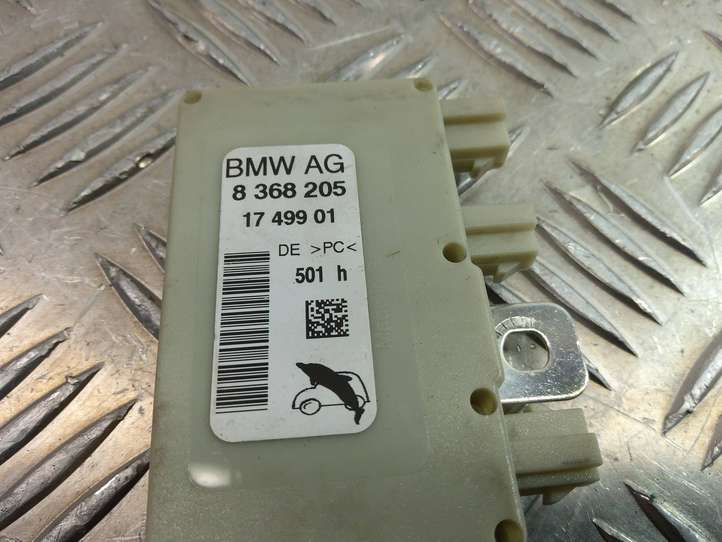 BMW AG
8 368 205
17 499 01
DE >PC<
501 h